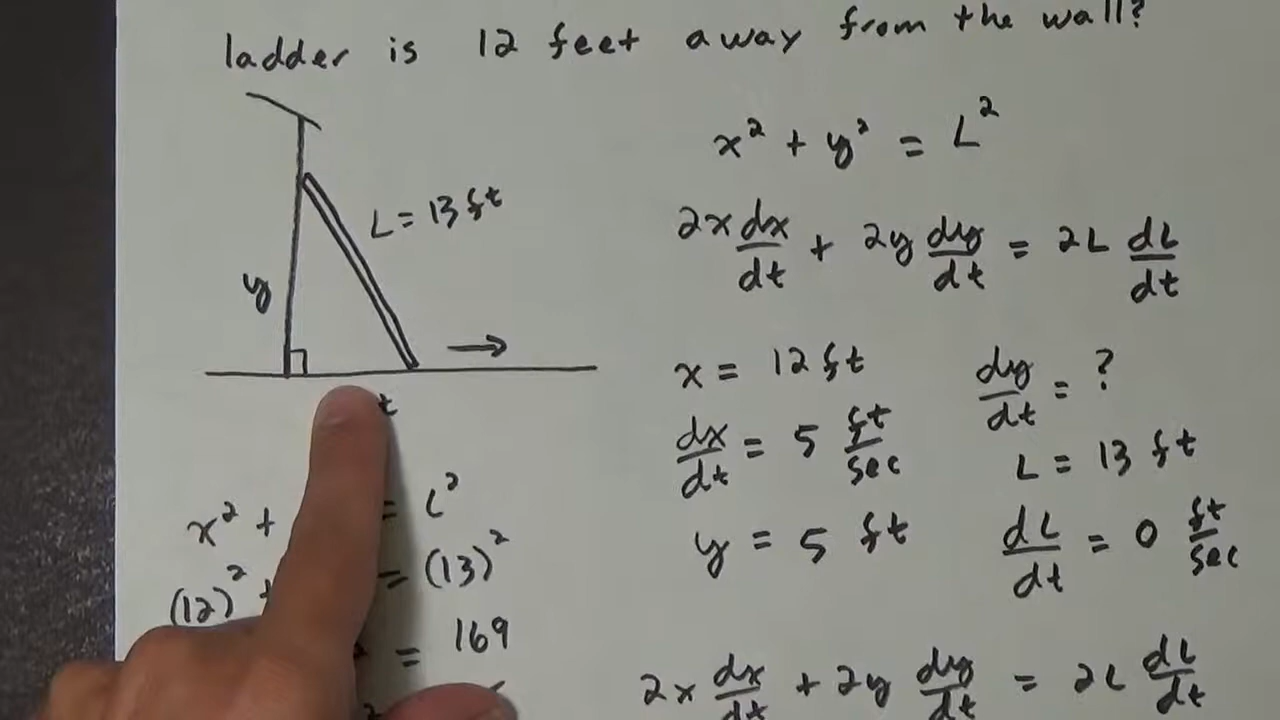 ladder is 12 feet away from the wall?
L = 13 ft
y
t
x² + = L²
(12)² = (13)²
= 169
x² + y² = L²
2x dx/dt + 2y dy/dt = 2L dL/dt
x = 12 ft
dy/dt = ?
dx/dt = 5 ft/sec
L = 13 ft
y = 5 ft
dL/dt = 0 ft/sec
2x dx/dt + 2y dy/dt = 2L dL/dt